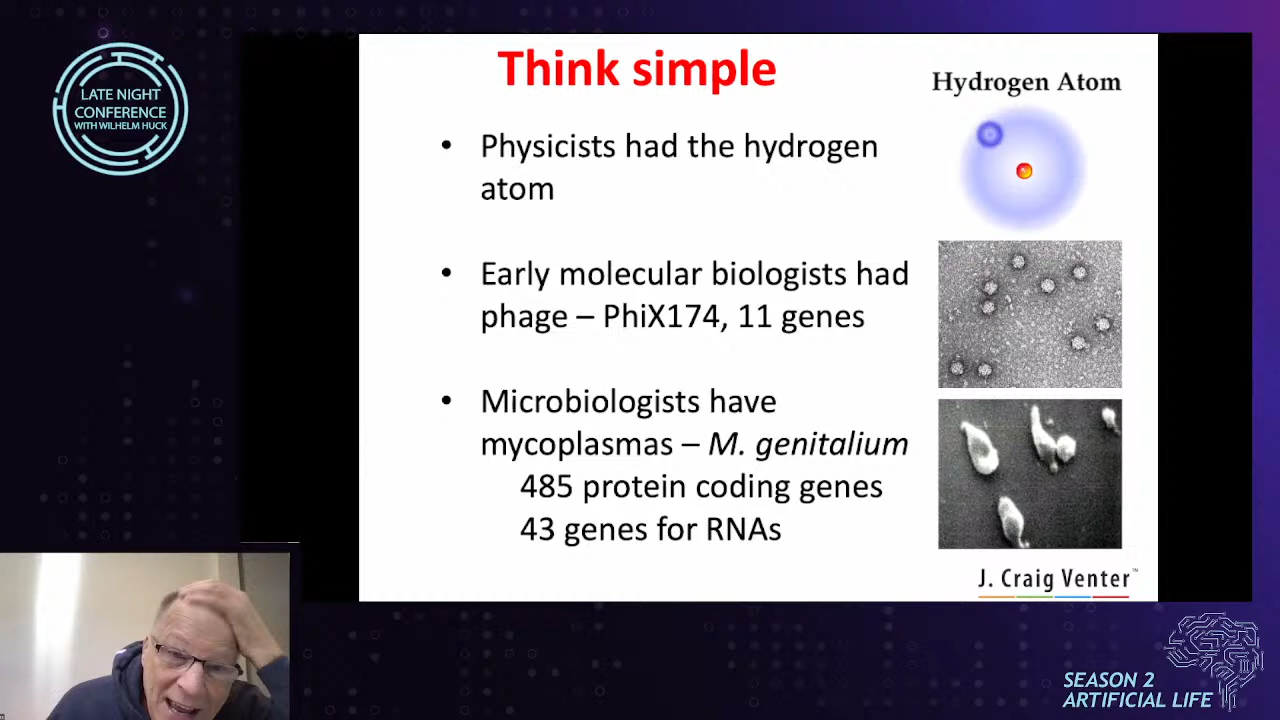 LATE NIGHT
CONFERENCE
WITH WILHELM HUCK
Think simple
Hydrogen Atom
• Physicists had the hydrogen
atom
• Early molecular biologists had
phage – PhiX174, 11 genes
• Microbiologists have
mycoplasmas – M. genitalium
485 protein coding genes
43 genes for RNAs
J. Craig Venter™
SEASON 2
ARTIFICIAL LIFE